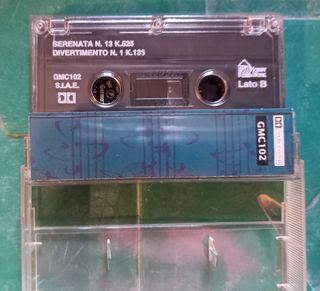 SERENATA N. 13 K.525
DIVERTIMENTO N. 1 K.136
GMC102
S.I.A.E.
Lato B
GMC102